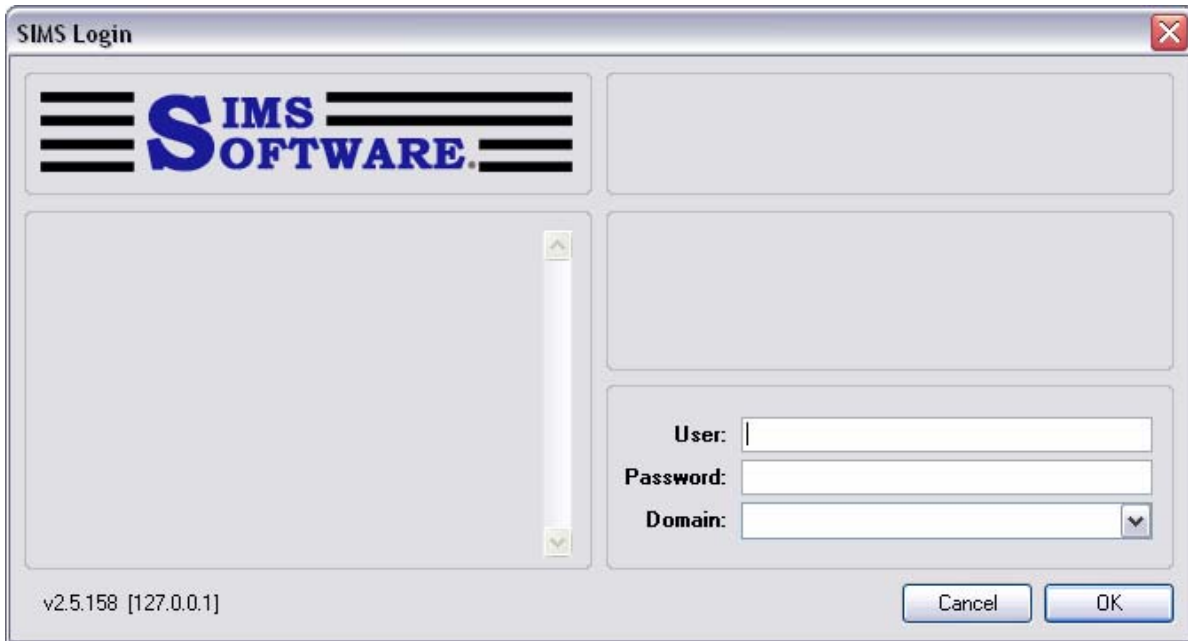 SIMS Login
SIMS
SOFTWARE.
User:
Password:
Domain:
v2.5.158 [127.0.0.1]
Cancel
OK